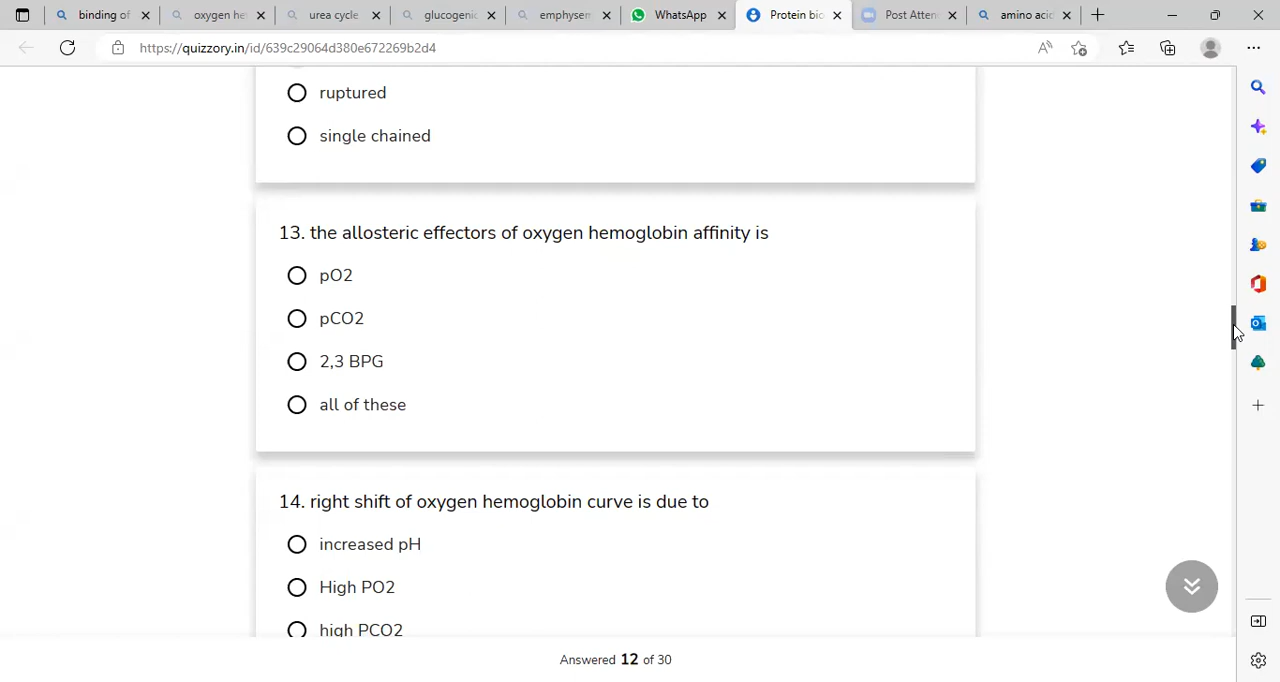 binding of
oxygen he
urea cycle
glucogenic
emphysem
WhatsApp
Protein bio
Post Atten
amino acid
https://quizzory.in/id/639c29064d380e672269b2d4
ruptured
single chained
13. the allosteric effectors of oxygen hemoglobin affinity is
pO2
pCO2
2,3 BPG
all of these
14. right shift of oxygen hemoglobin curve is due to
increased pH
High PO2
high PCO2
Answered 12 of 30